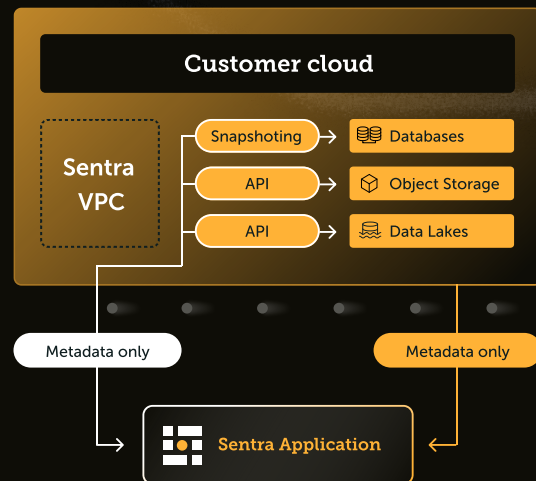 Customer cloud
Sentra
VPC
Snapshoting
Databases
API
Object Storage
API
Data Lakes
Metadata only
Metadata only
Sentra Application